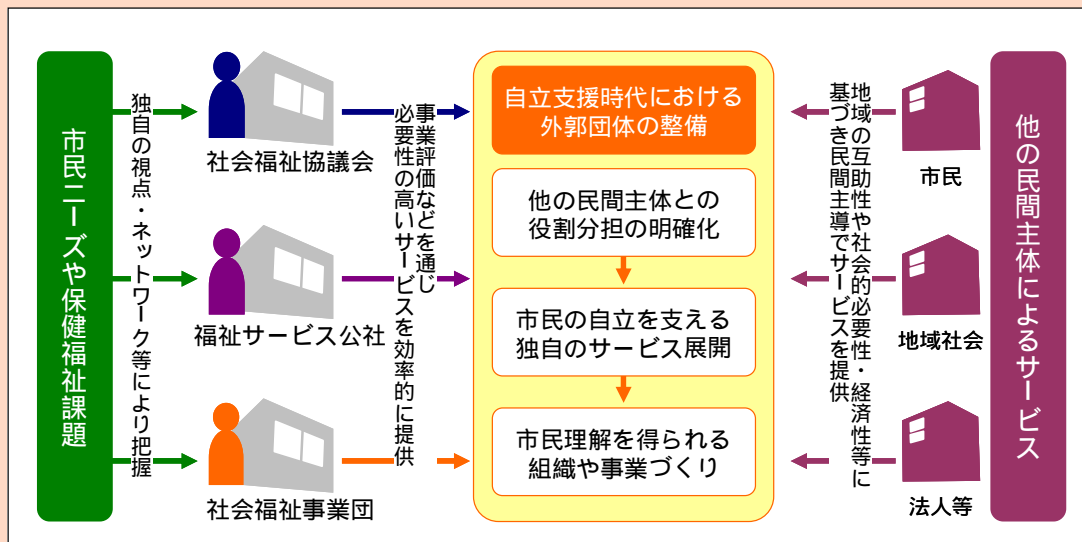 市民ニーズや保健福祉課題
独自の視点・ネットワーク等により把握
社会福祉協議会
福祉サービス公社
社会福祉事業団
事業評価などを通じ
必要性の高いサービスを効率的に提供
自立支援時代における
外郭団体の整備
他の民間主体との
役割分担の明確化
市民の自立を支える
独自のサービス展開
市民理解を得られる
組織や事業づくり
地域の互助性や社会的必要性・経済性等に
基づき民間主導でサービスを提供
市民
地域社会
法人等
他の民間主体によるサービス